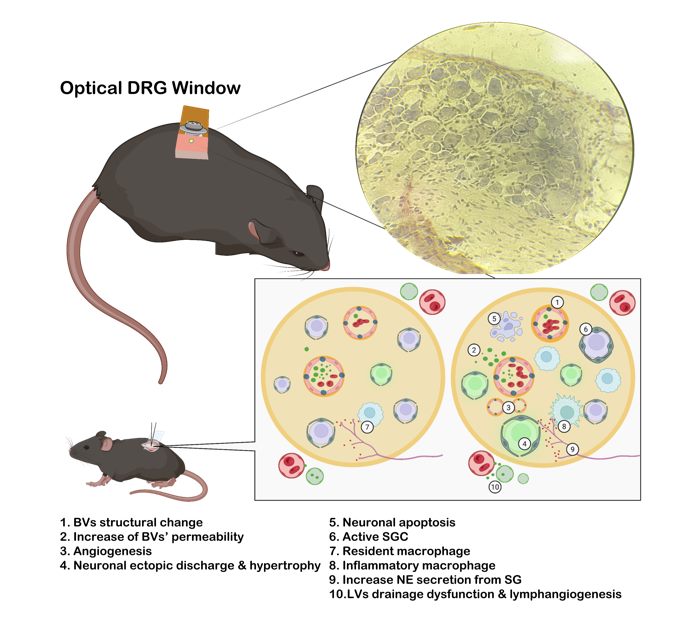 Optical DRG Window
1
5
6
2
3
7
8
4
9
10
1. BVs structural change
2. Increase of BVs’ permeability
3. Angiogenesis
4. Neuronal ectopic discharge & hypertrophy
5. Neuronal apoptosis
6. Active SGC
7. Resident macrophage
8. Inflammatory macrophage
9. Increase NE secretion from SG
10.LVs drainage dysfunction & lymphangiogenesis